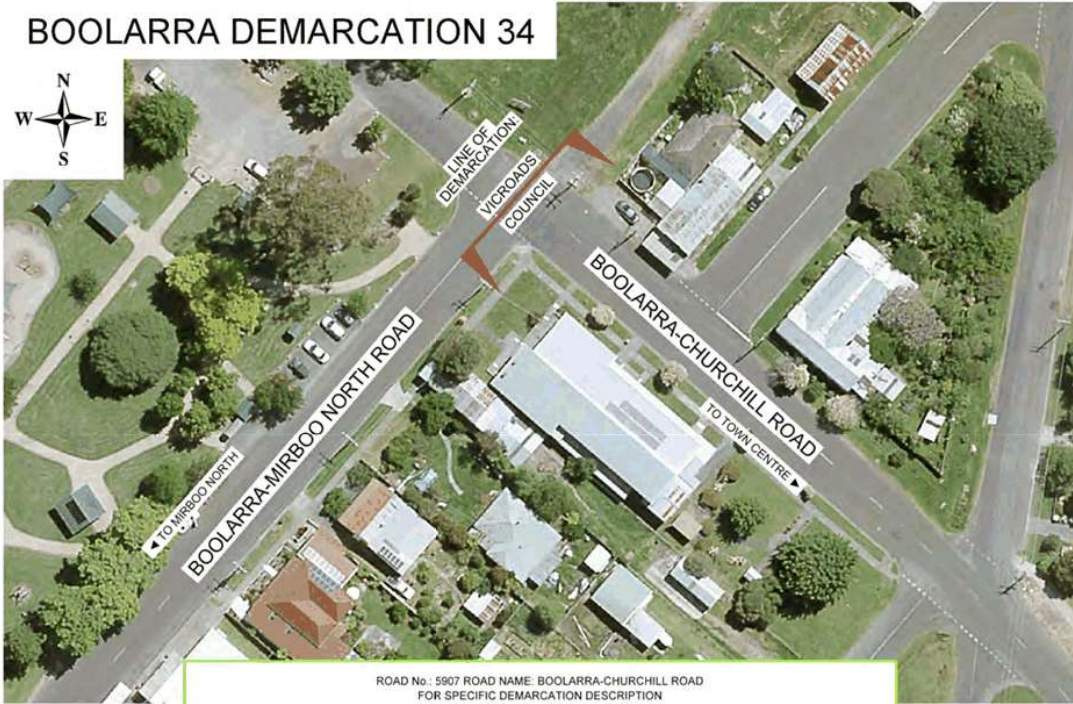 BOOLARRA DEMARCATION 34
N
W E
S
LINE OF
DEMARCATION:
VICROADS
COUNCIL
BOOLARRA-CHURCHILL ROAD
TO TOWN CENTRE ►
BOOLARRA-MIRBOO NORTH ROAD
◄ TO MIRBOO NORTH
ROAD No.: 5907 ROAD NAME: BOOLARRA-CHURCHILL ROAD
FOR SPECIFIC DEMARCATION DESCRIPTION